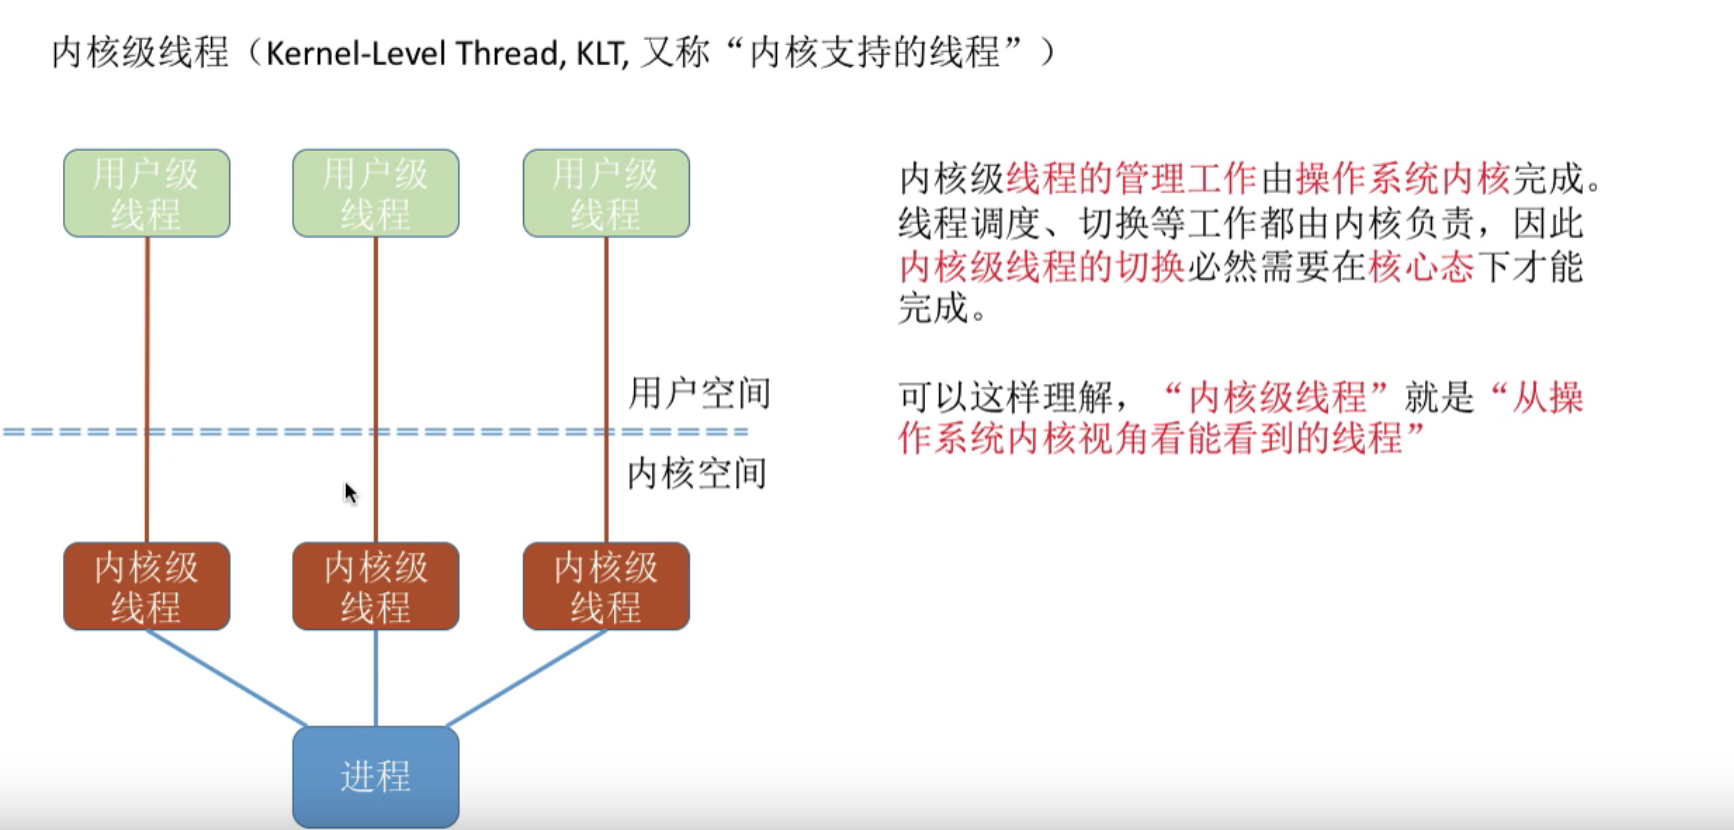 内核级线程（Kernel-Level Thread, KLT, 又称“内核支持的线程”）
用户级
线程
用户级
线程
用户级
线程
内核级线程的管理工作由操作系统内核完成。
线程调度、切换等工作都由内核负责，因此
内核级线程的切换必然需要在核心态下才能
完成。
可以这样理解，“内核级线程”就是“从操
作系统内核视角看能看到的线程”
用户空间
内核空间
内核级
线程
内核级
线程
内核级
线程
进程